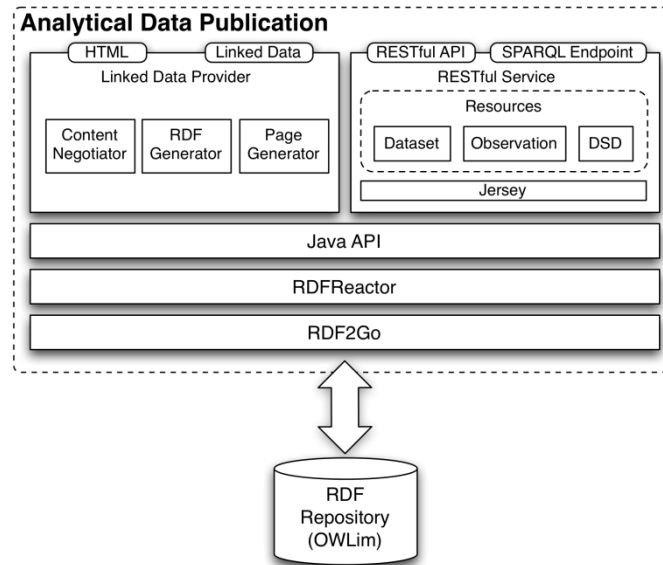 Analytical Data Publication
HTML
Linked Data
Linked Data Provider
Content
Negotiator
RDF
Generator
Page
Generator
RESTful API
SPARQL Endpoint
RESTful Service
Resources
Dataset
Observation
DSD
Jersey
Java API
RDFReactor
RDF2Go
RDF
Repository
(OWLim)